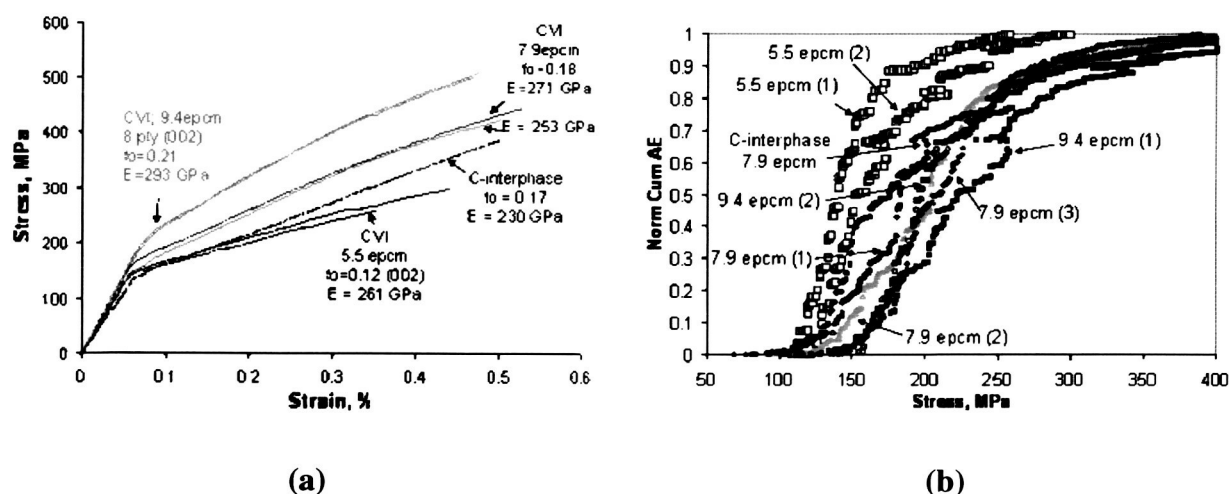 600
500
400
300
200
100
0
0
0.1
0.2
0.3
0.4
0.5
0.6
Stress, MPa
Strain, %
CVI
7.9epcm
fo~0.18
E =271 GPa
E = 253 GPa
CVI, 9.4epcm
8 ply (002)
fo=0.21
E=293 GPa
C-interphase
fo = 0.17
E = 230 GPa
CVI
5.5 epcm
fo=0.12 (002)
E = 261 GPa
(a)
1
0.9
0.8
0.7
0.6
0.5
0.4
0.3
0.2
0.1
0
50
100
150
200
250
300
350
400
Norm Cum AE
Stress, MPa
5.5 epcm (2)
5.5 epcm (1)
C-interphase
7.9 epcm
9.4 epcm (1)
9.4 epcm (2)
7.9 epcm (3)
7.9 epcm (1)
7.9 epcm (2)
(b)